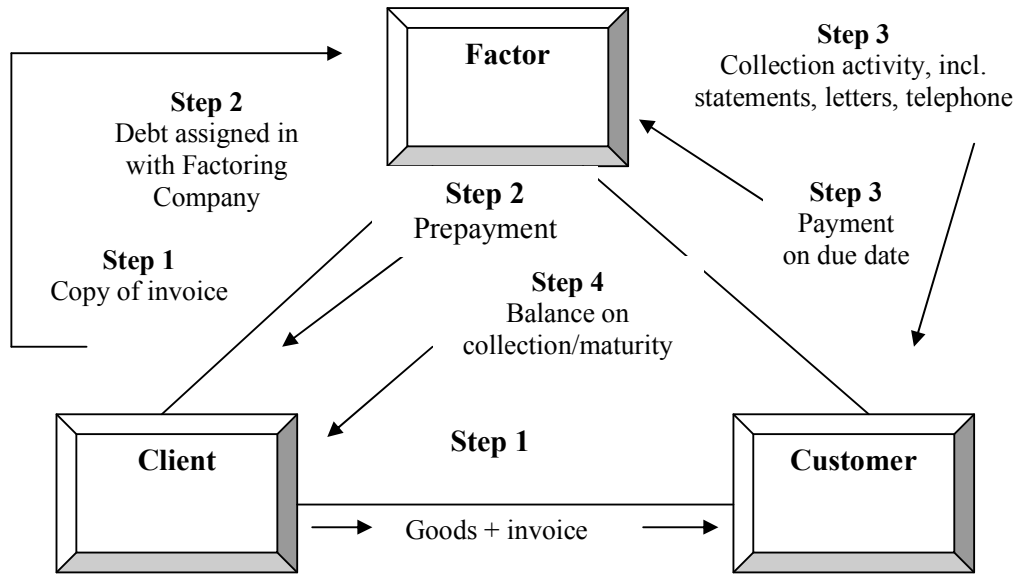 Factor
Step 3
Collection activity, incl.
statements, letters, telephone
Step 2
Debt assigned in
with Factoring
Company
Step 2
Prepayment
Step 3
Payment
on due date
Step 1
Copy of invoice
Step 4
Balance on
collection/maturity
Client
Step 1
Customer
Goods + invoice